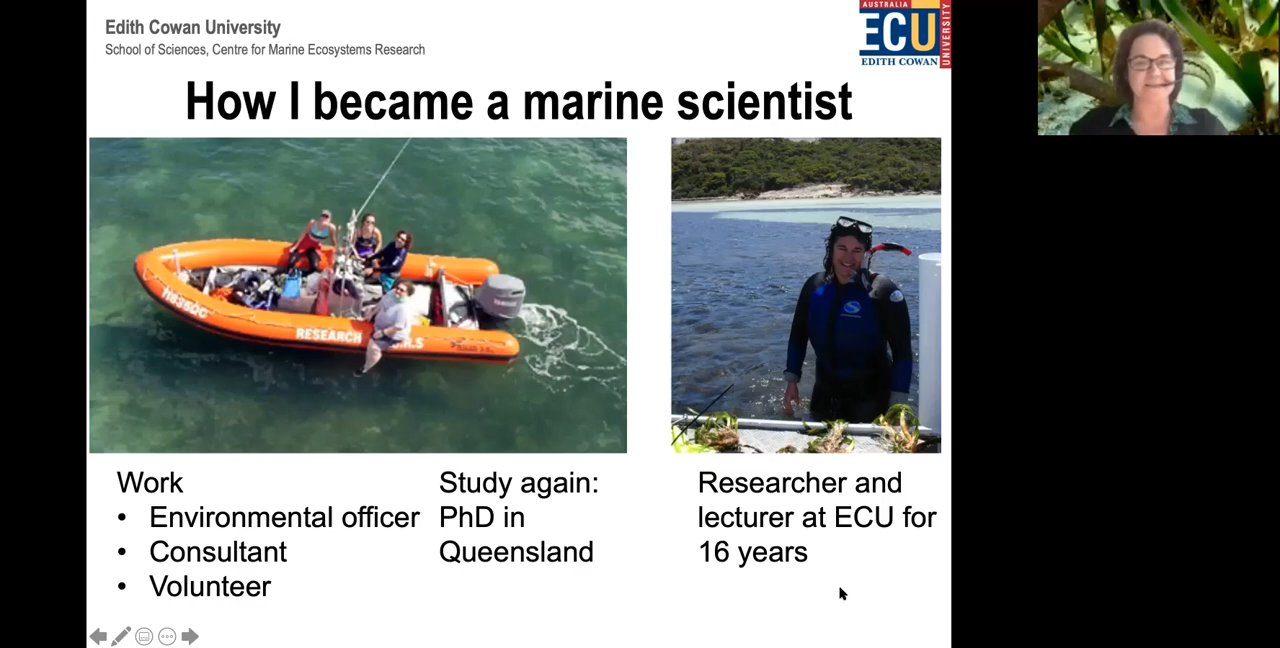 Edith Cowan University
School of Sciences, Centre for Marine Ecosystems Research
AUSTRALIA
ECU
EDITH COWAN
UNIVERSITY
How I became a marine scientist
RESEARCH
YAMAHA
Work
• Environmental officer
• Consultant
• Volunteer
Study again:
PhD in
Queensland
Researcher and
lecturer at ECU for
16 years